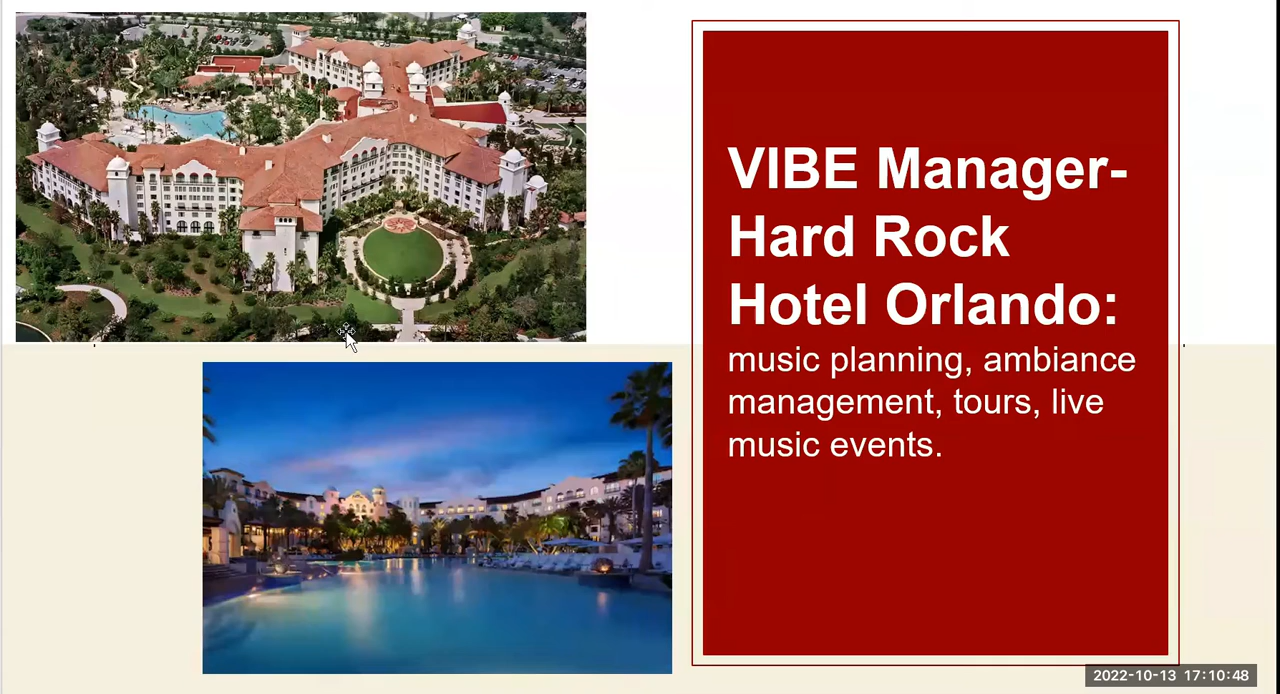 VIBE Manager-
Hard Rock
Hotel Orlando:
music planning, ambiance
management, tours, live
music events.
2022-10-13 17:10:48